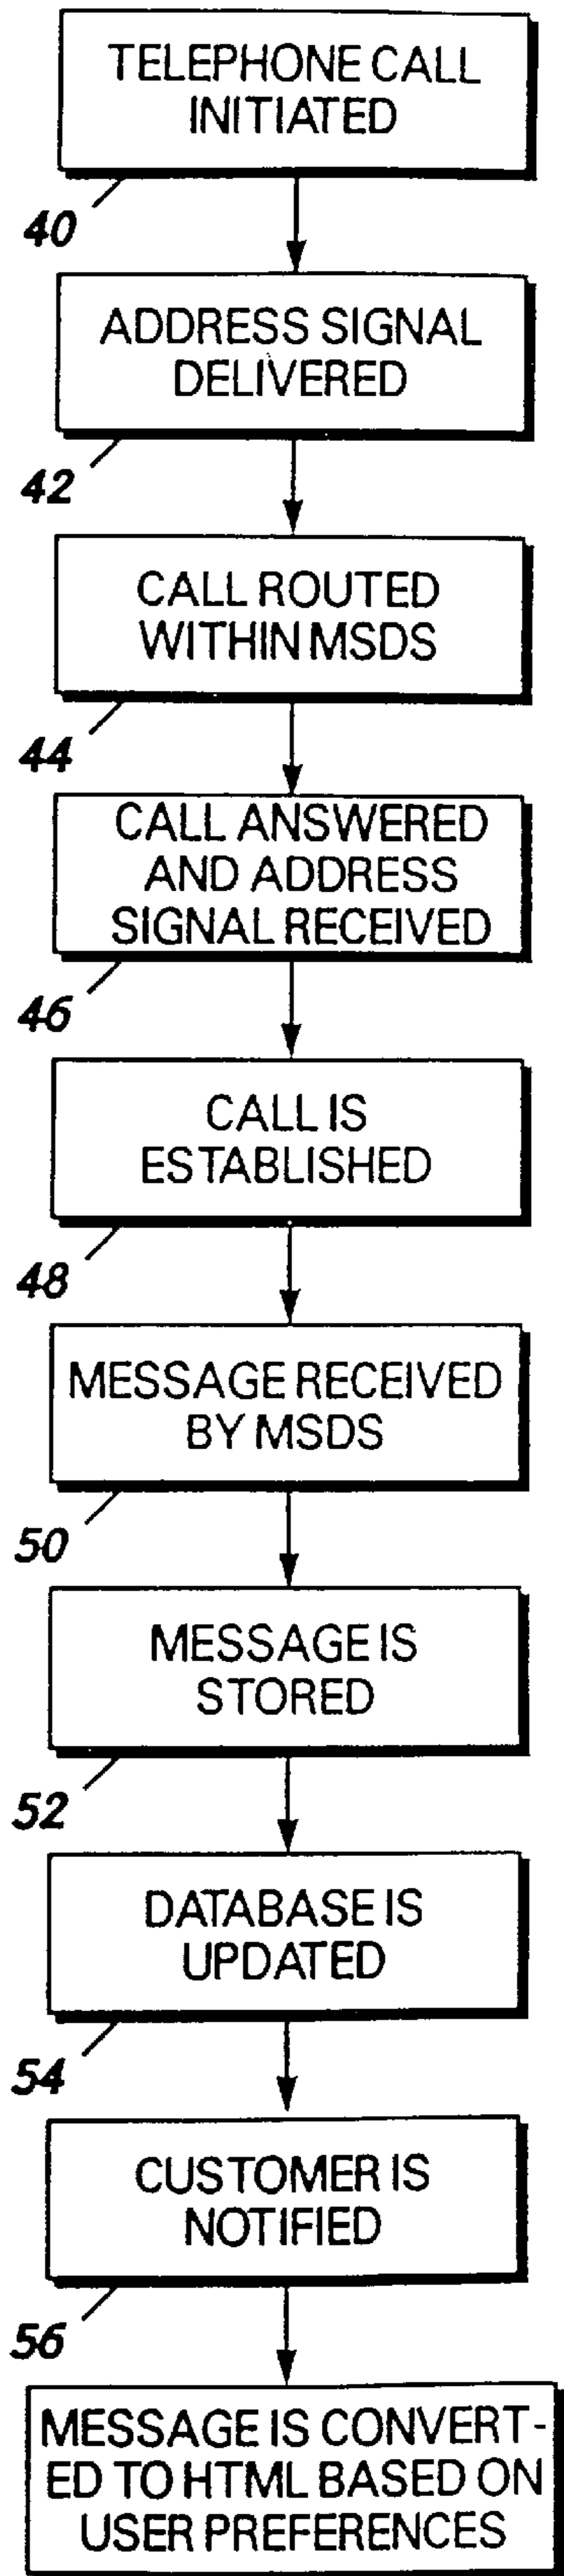 TELEPHONE CALL
INITIATED
40
ADDRESS SIGNAL
DELIVERED
42
CALL ROUTED
WITHIN MSDS
44
CALL ANSWERED
AND ADDRESS
SIGNAL RECEIVED
46
CALL IS
ESTABLISHED
48
MESSAGE RECEIVED
BY MSDS
50
MESSAGE IS
STORED
52
DATABASE IS
UPDATED
54
CUSTOMER IS
NOTIFIED
56
MESSAGE IS CONVERT-
ED TO HTML BASED ON
USER PREFERENCES